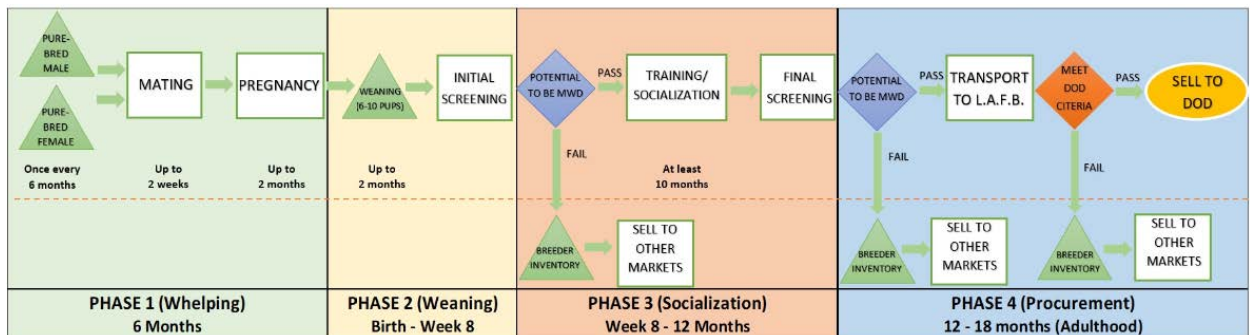 PURE-
BRED
MALE
PURE-
BRED
FEMALE
Once every
6 months
MATING
Up to
2 weeks
PREGNANCY
Up to
2 months
WEANING
(6-10 PUPS)
Up to
2 months
INITIAL
SCREENING
POTENTIAL
TO BE MWD
PASS
FAIL
TRAINING/
SOCIALIZATION
At least
10 months
FINAL
SCREENING
BREEDER
INVENTORY
SELL TO
OTHER
MARKETS
POTENTIAL
TO BE MWD
PASS
FAIL
TRANSPORT
TO L.A.F.B.
MEET
DOD
CITERIA
PASS
FAIL
SELL TO
DOD
BREEDER
INVENTORY
SELL TO
OTHER
MARKETS
BREEDER
INVENTORY
SELL TO
OTHER
MARKETS
PHASE 1 (Whelping)
6 Months
PHASE 2 (Weaning)
Birth - Week 8
PHASE 3 (Socialization)
Week 8 - 12 Months
PHASE 4 (Procurement)
12 - 18 months (Adulthood)